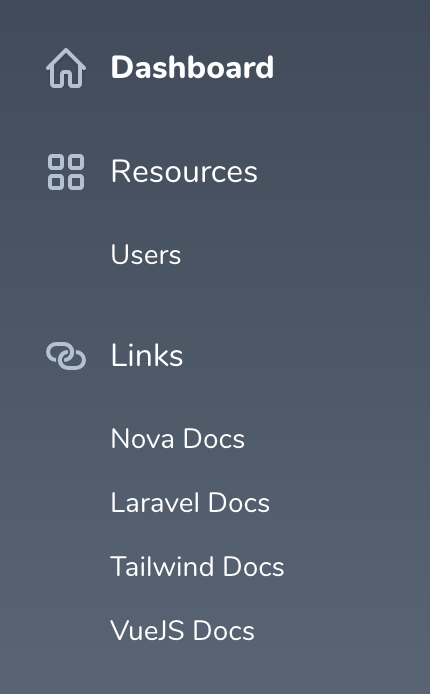 Dashboard
Resources
Users
Links
Nova Docs
Laravel Docs
Tailwind Docs
VueJS Docs